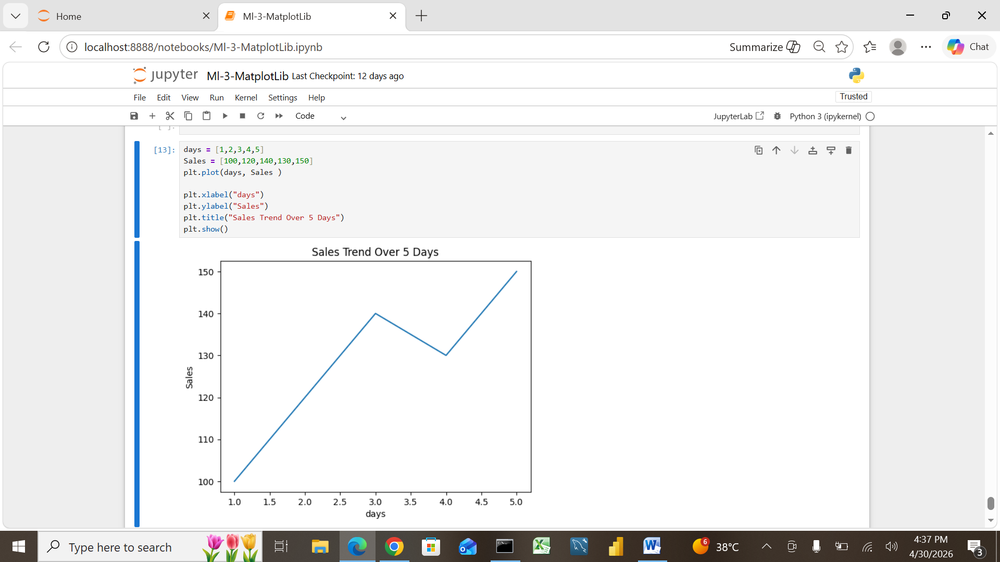 Home
Ml-3-MatplotLib
localhost:8888/notebooks/Ml-3-MatplotLib.ipynb
Summarize
Chat
jupyter
Ml-3-MatplotLib Last Checkpoint: 12 days ago
File Edit View Run Kernel Settings Help
Trusted
Code
JupyterLab
Python 3 (ipykernel)
[ ]:
[13]:
days = [1,2,3,4,5]
Sales = [100,120,140,130,150]
plt.plot(days, Sales )
plt.xlabel("days")
plt.ylabel("Sales")
plt.title("Sales Trend Over 5 Days")
plt.show()
Sales Trend Over 5 Days
150
140
130
120
110
100
Sales
1.0 1.5 2.0 2.5 3.0 3.5 4.0 4.5 5.0
days
Type here to search
6
38°C
4:37 PM
4/30/2026
3